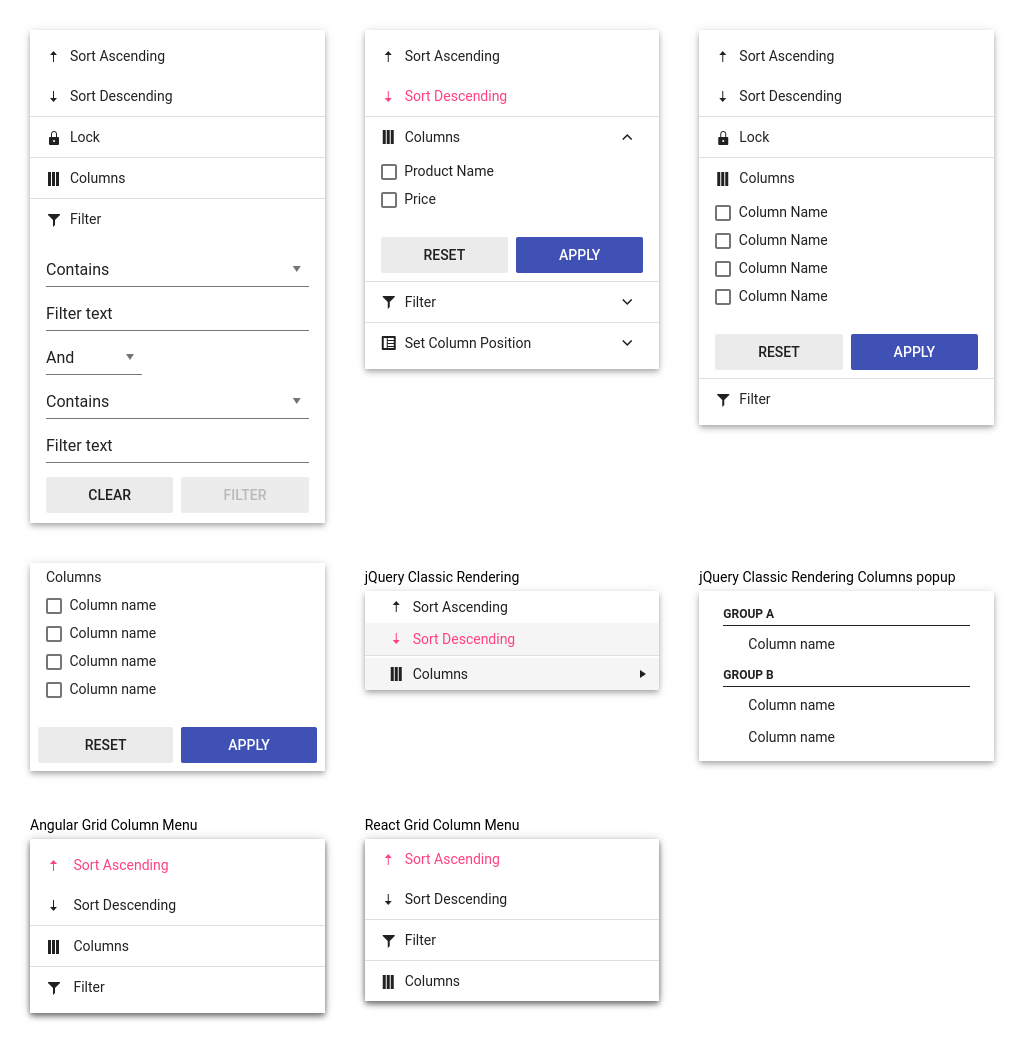 Sort Ascending
Sort Descending
Lock
Columns
Filter
Contains
Filter text
And
Contains
Filter text
CLEAR FILTER
Sort Ascending
Sort Descending
Columns
Product Name
Price
RESET APPLY
Filter
Set Column Position
Sort Ascending
Sort Descending
Lock
Columns
Column Name
Column Name
Column Name
Column Name
RESET APPLY
Filter
Columns
Column name
Column name
Column name
Column name
RESET APPLY
jQuery Classic Rendering
Sort Ascending
Sort Descending
Columns
jQuery Classic Rendering Columns popup
GROUP A
Column name
GROUP B
Column name
Column name
Angular Grid Column Menu
Sort Ascending
Sort Descending
Columns
Filter
React Grid Column Menu
Sort Ascending
Sort Descending
Filter
Columns